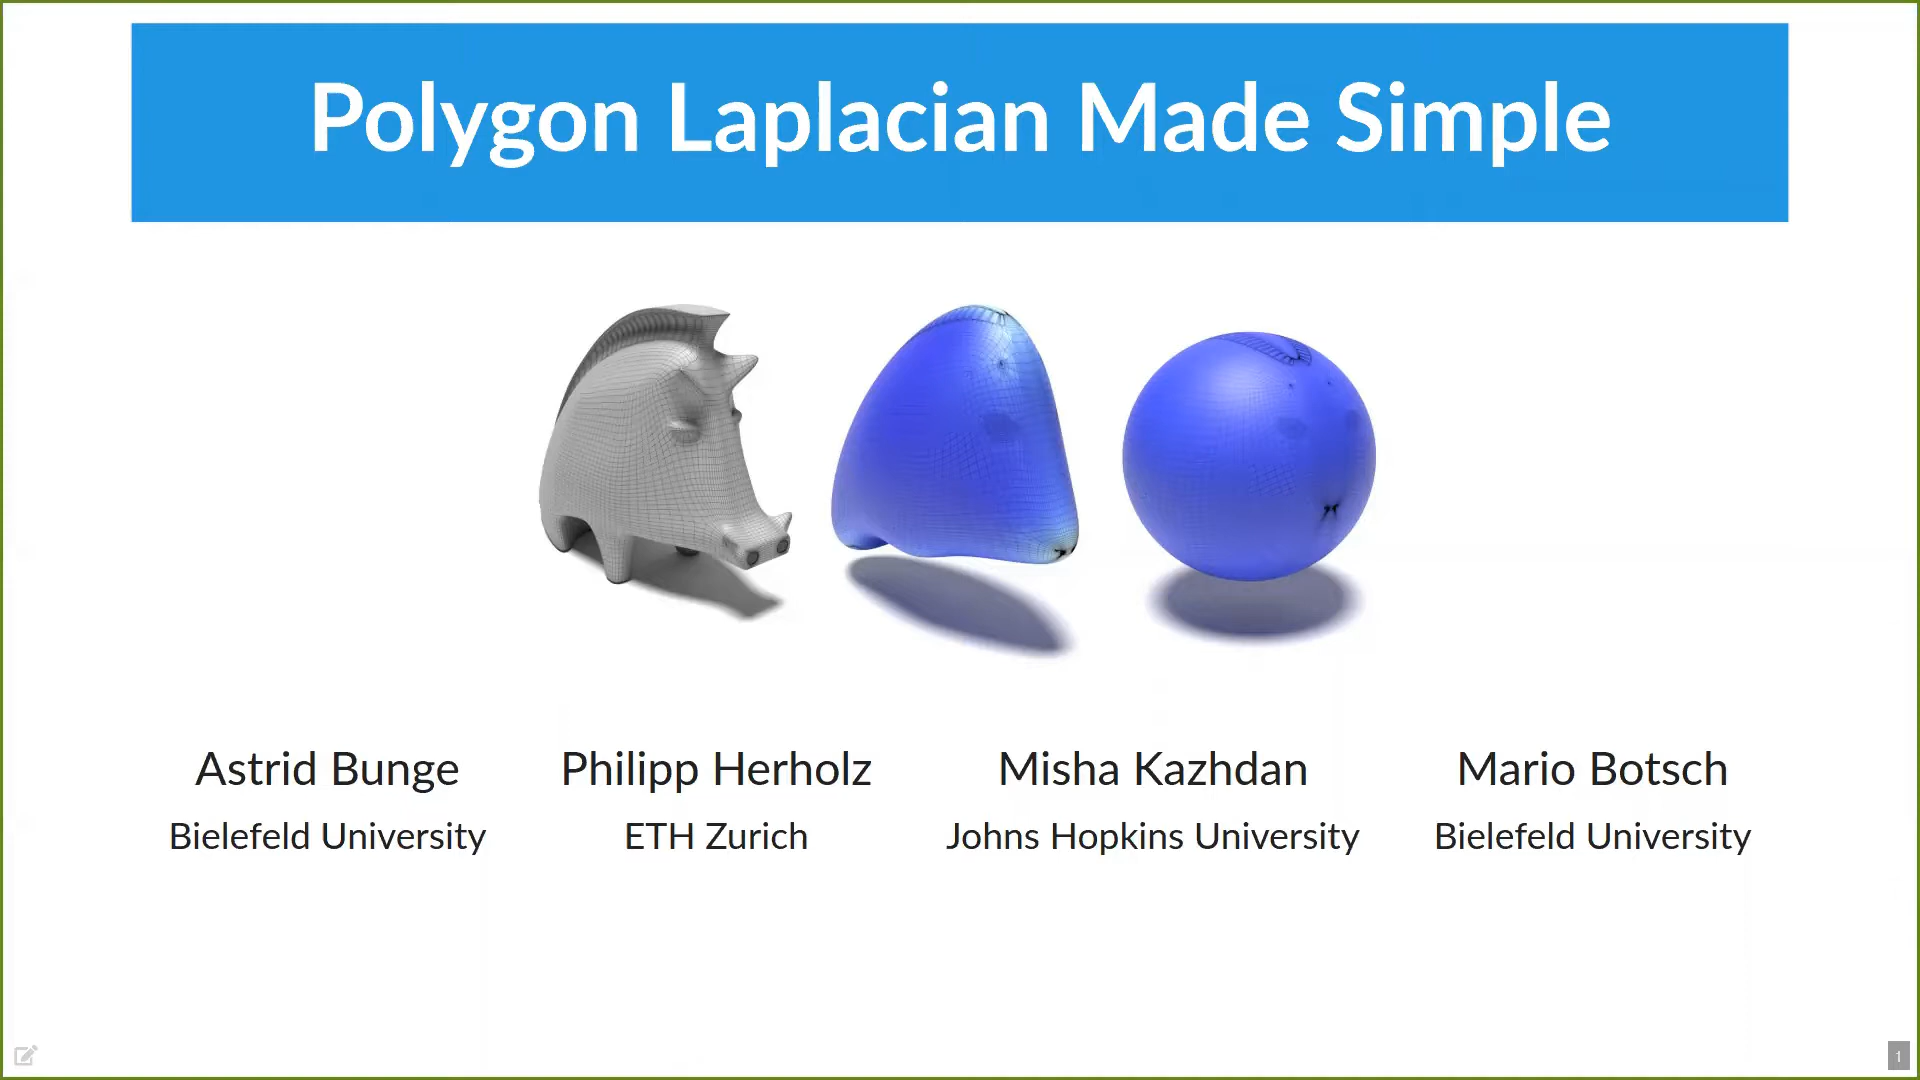 Polygon Laplacian Made Simple
Astrid Bunge
Bielefeld University
Philipp Herholz
ETH Zurich
Misha Kazhdan
Johns Hopkins University
Mario Botsch
Bielefeld University
1